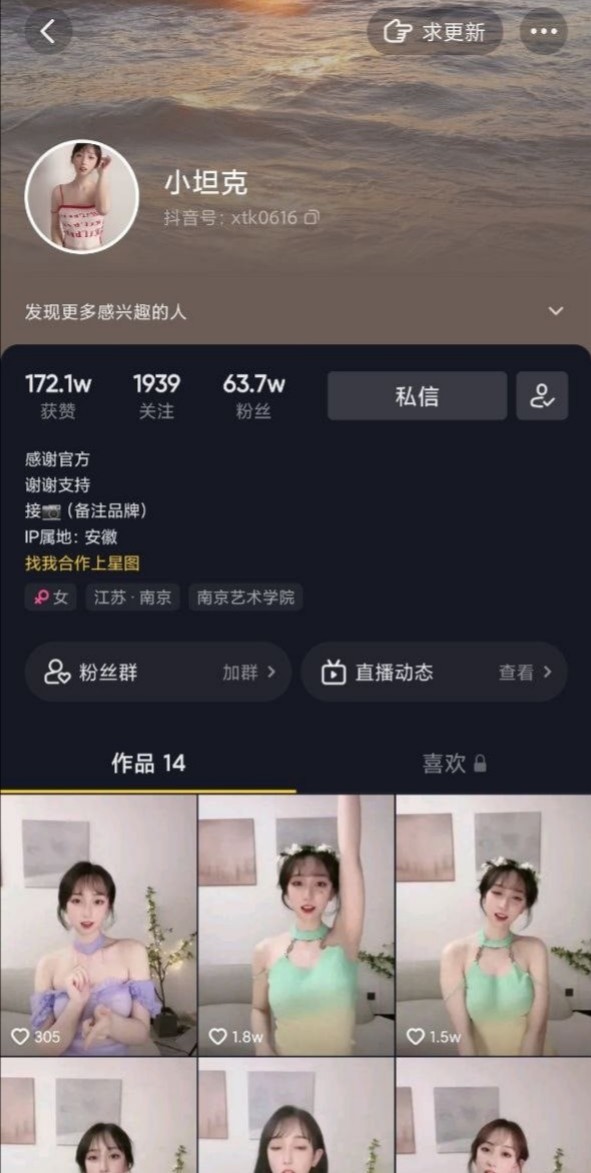 求更新
小坦克
抖音号：xtk0616
发现更多感兴趣的人
172.1w 1939 63.7w
获赞 关注 粉丝
私信
感谢官方
谢谢支持
接📷（备注品牌）
IP属地：安徽
找我合作上星图
女 江苏·南京 南京艺术学院
粉丝群 加群 直播动态 查看
作品 14 喜欢
305 1.8w 1.5w